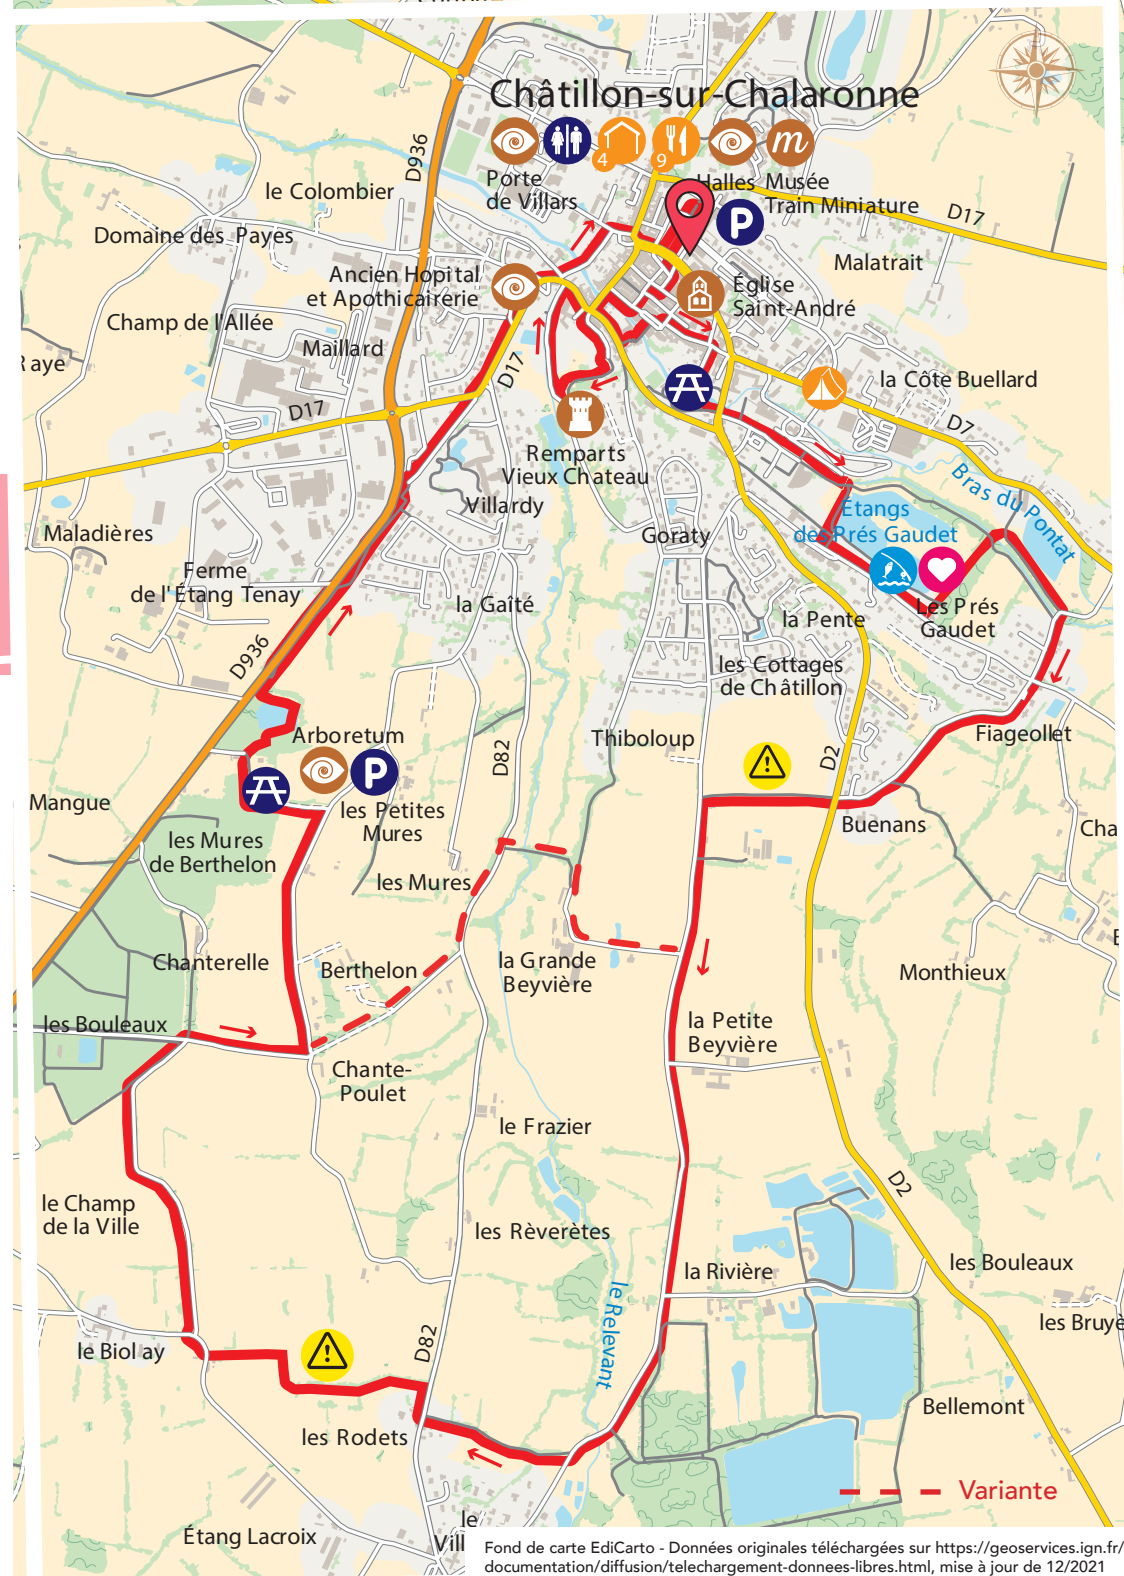 Châtillon-sur-Chalaronne
4
9
m
Porte
de Villars
Halles
Musée
Train Miniature
P
D936
D17
le Colombier
Domaine des Payes
Malatrait
Ancien Hopital
et Apothicairerie
Église
Saint-André
Champ de l'Allée
Maillard
D17
la Côte Buellard
D17
D7
Remparts
Vieux Chateau
Bras du Pontat
Villardy
Étangs
des Prés Gaudet
Maladières
Goraty
Ferme
de l'Étang Tenay
la Gaîté
la Pente
Les Prés
Gaudet
D936
les Cottages
de Châtillon
Arboretum
P
D82
Thiboloup
D2
Fiageollet
Mangue
les Petites
Mures
Buenans
les Mures
de Berthelon
les Mures
Chanterelle
Berthelon
la Grande
Beyvière
Monthieux
les Bouleaux
la Petite
Beyvière
Chante-
Poulet
le Frazier
D2
le Champ
de la Ville
les Rèverètes
la Rivière
les Bouleaux
le Relevant
les Bruyè
le Biolay
D82
Bellemont
les Rodets
Variante
Étang Lacroix
le
Vill
Fond de carte EdiCarto - Données originales téléchargées sur https://geoservices.ign.fr/
documentation/diffusion/telechargement-donnees-libres.html, mise à jour de 12/2021